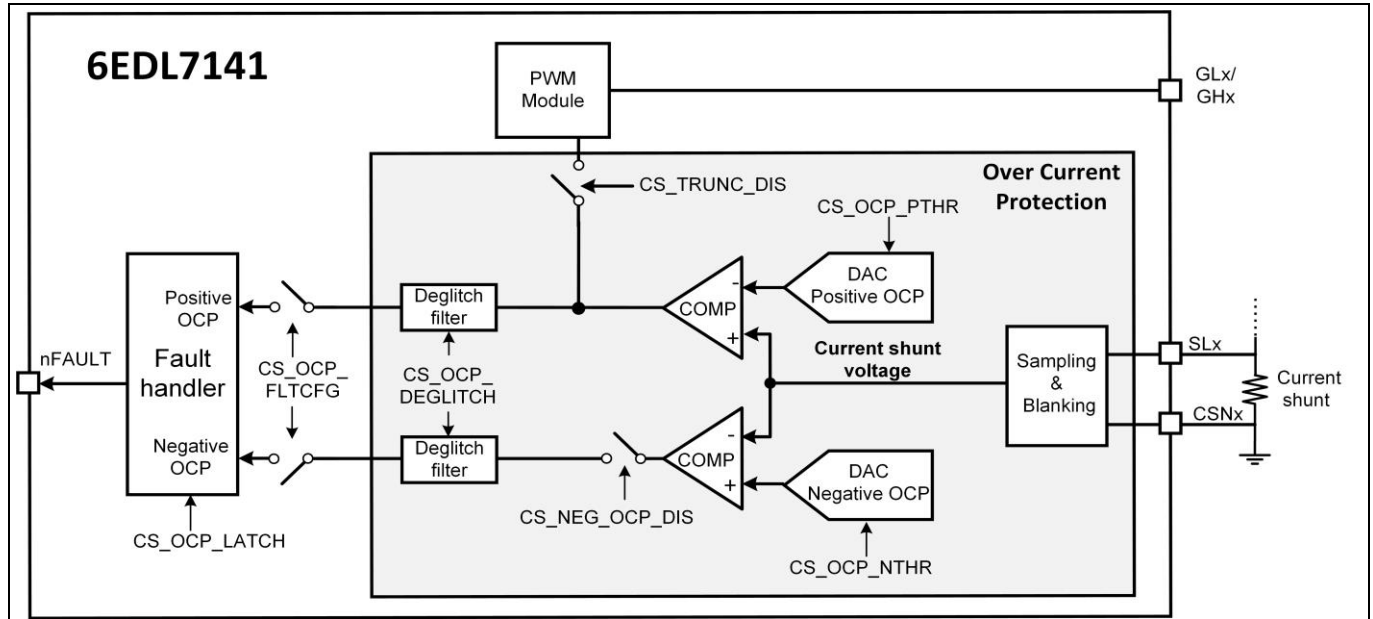 6EDL7141
PWM
Module
GLx/
GHx
CS_TRUNC_DIS
Over Current
Protection
CS_OCP_PTHR
DAC
Positive OCP
-
COMP
+
Deglitch
filter
Positive
OCP
Fault
handler
nFAULT
CS_OCP_
FLTCFG
CS_OCP_
DEGLITCH
Current shunt
voltage
Sampling
&
Blanking
SLx
Current
shunt
CSNx
Negative
OCP
Deglitch
filter
-
COMP
+
DAC
Negative OCP
CS_NEG_OCP_DIS
CS_OCP_LATCH
CS_OCP_NTHR